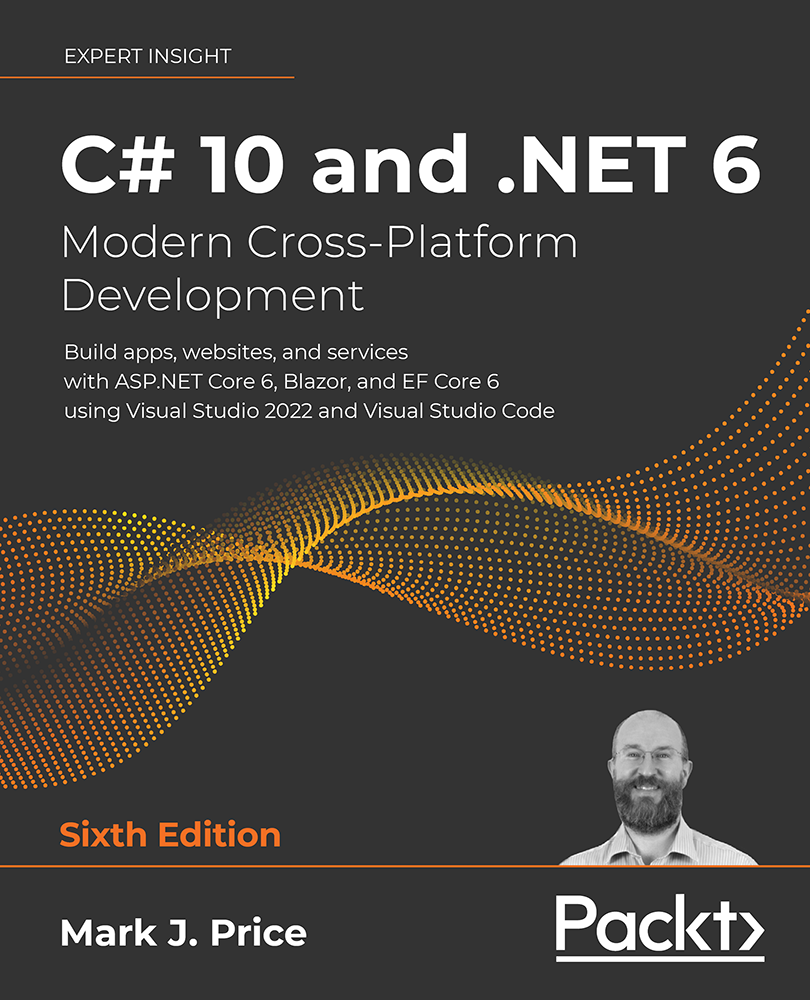 EXPERT INSIGHT
C# 10 and .NET 6
Modern Cross-Platform
Development
Build apps, websites, and services
with ASP.NET Core 6, Blazor, and EF Core 6
using Visual Studio 2022 and Visual Studio Code
Sixth Edition
Mark J. Price
Packt